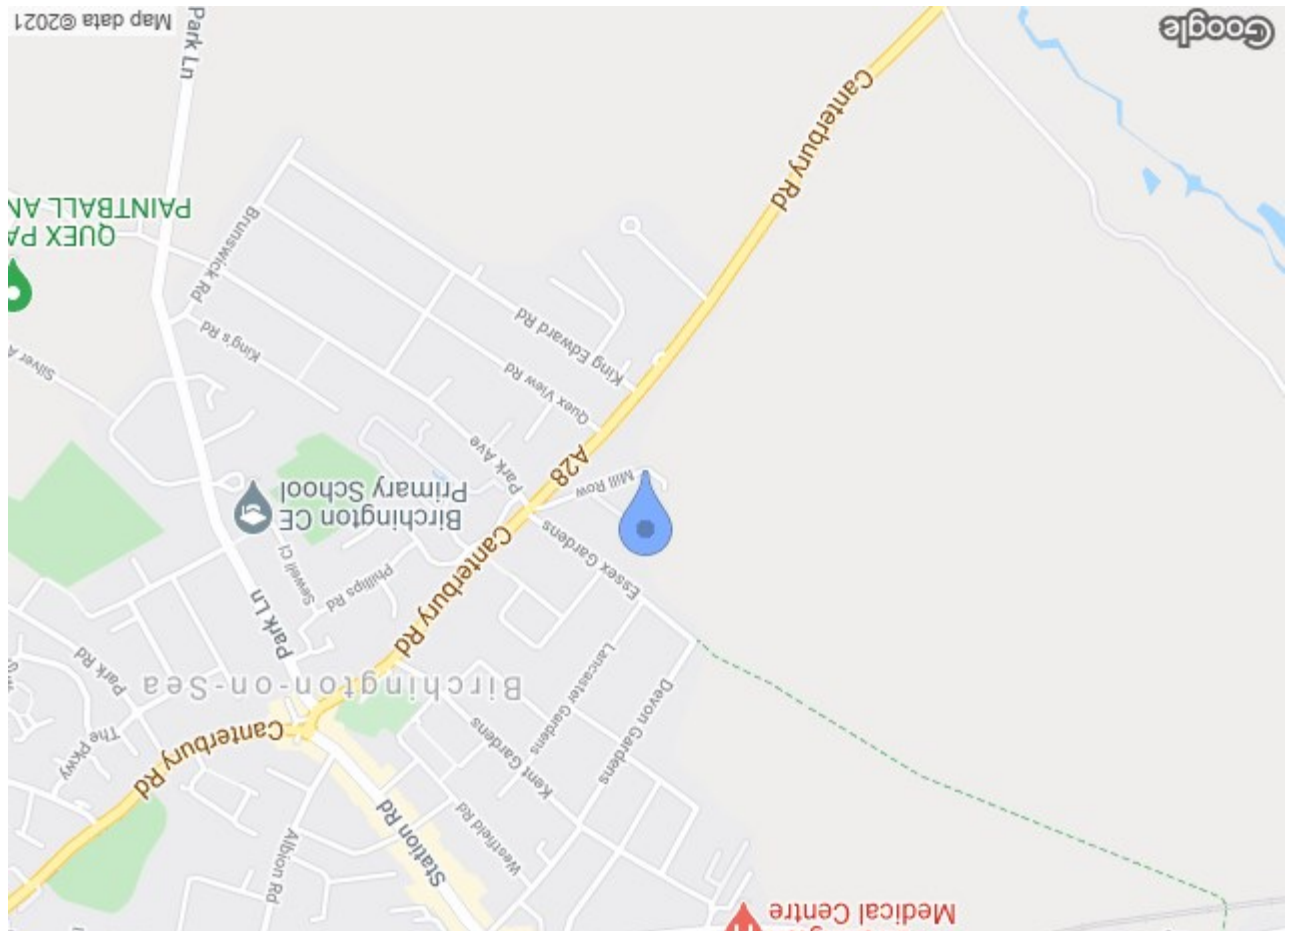 Medical Centre
Westfield Rd
Station Rd
Albion Rd
Devon Gardens
Kent Gardens
Lancaster Gardens
Canterbury Rd
The Pkwy
Birchington-on-Sea
Park Rd
Canterbury Rd
Park Ln
Essex Gardens
Phillips Rd
Sewell Cl
Birchington CE
Primary School
Mill Row
A28
Park Ave
Quex View Rd
King Edward Rd
King's Rd
Silver A
Brunswick Rd
QUEX PA
PAINTBALL AN
Canterbury Rd
Park Ln
Google
Map data ©2021